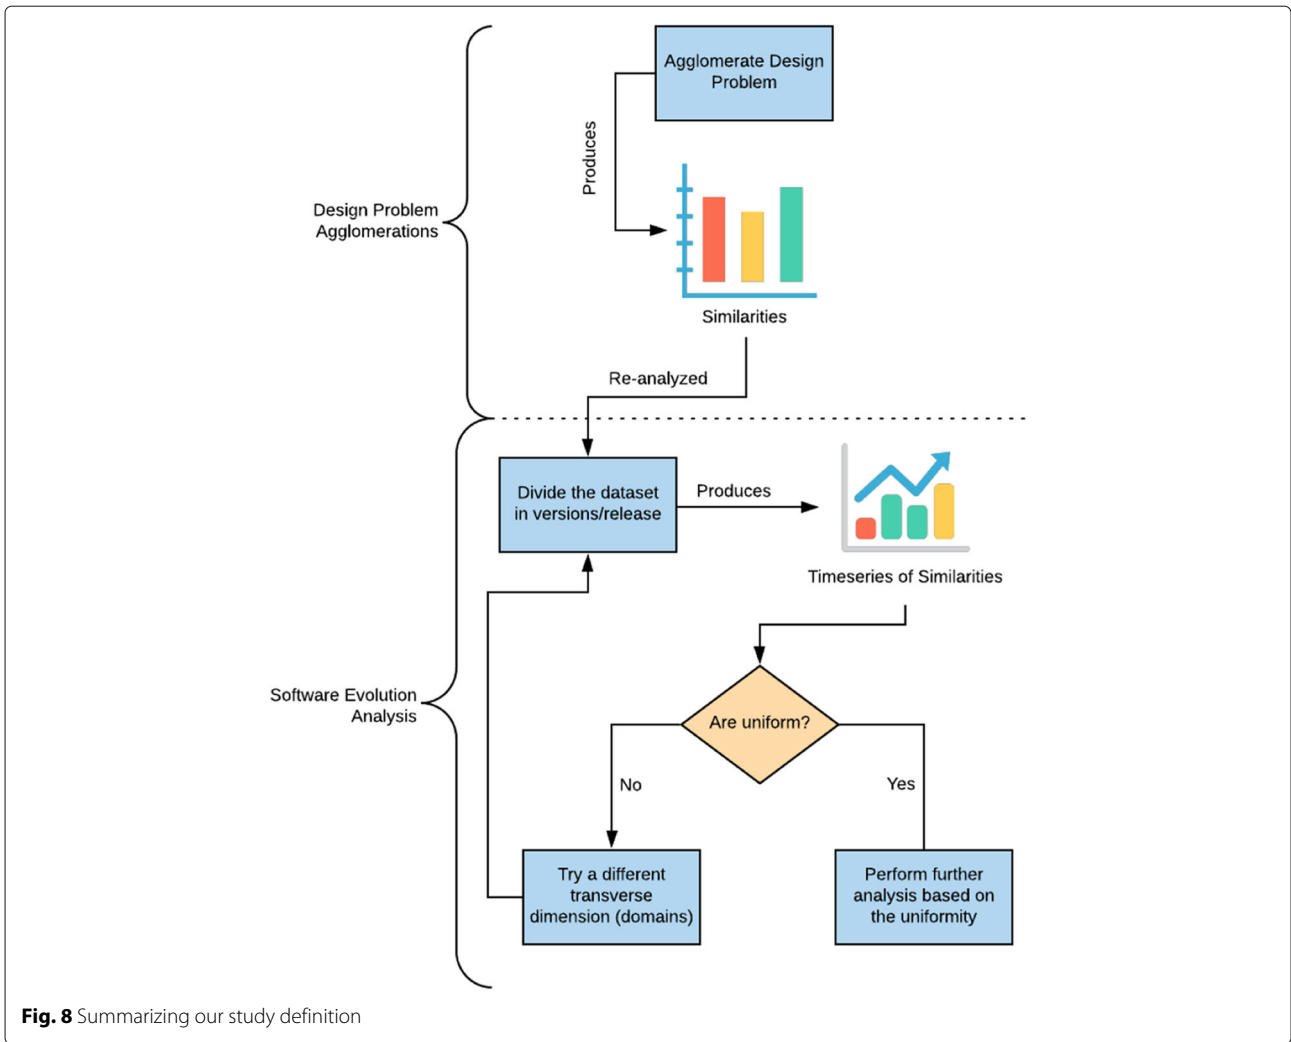 Agglomerate Design
Problem
Produces
Design Problem
Agglomerations
Similarities
Re-analyzed
Divide the dataset
in versions/release
Produces
Timeseries of Similarities
Software Evolution
Analysis
Are uniform?
No
Yes
Try a different
transverse
dimension (domains)
Perform further
analysis based on
the uniformity
Fig. 8 Summarizing our study definition